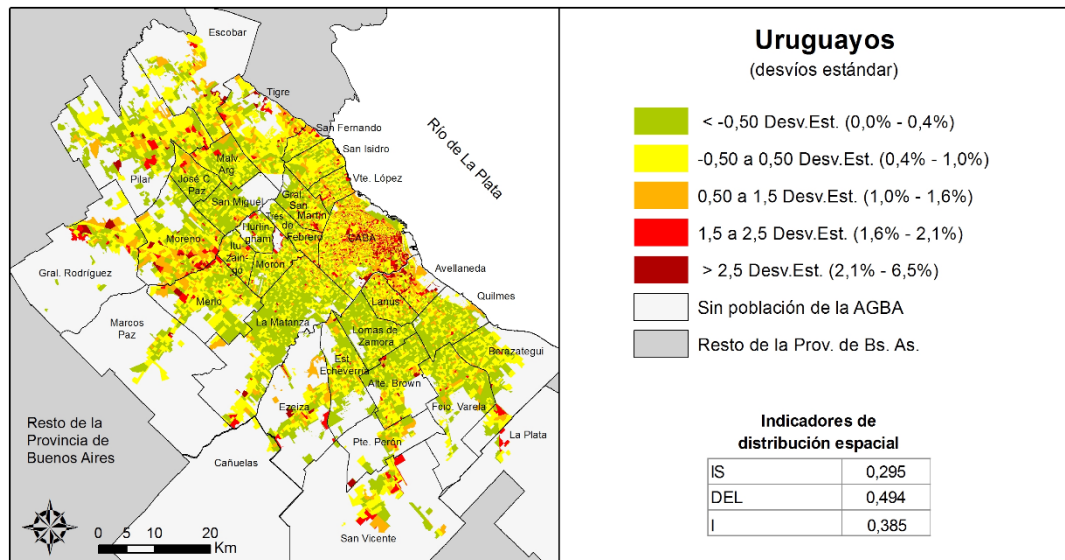 Escobar
Tigre
San Fernando
San Isidro
Río de La Plata
Vte. López
Malv.
Arg.
Pilar
José C.
Paz
San Miguel
Gral.
San
Martín
Tres
de
Febrero
Hurlin-
gham
CABA
Moreno
Itu-
zain-
gó
Morón
Avellaneda
Gral. Rodríguez
Quilmes
Merlo
Lanús
Marcos
Paz
La Matanza
Lomas de
Zamora
Berazategui
Est.
Echeverría
Alte. Brown
Ezeiza
Fcio. Varela
La Plata
Resto de la
Provincia de
Buenos Aires
Pte. Perón
Cañuelas
San Vicente
0 10 20
Km
Uruguayos
(desvíos estándar)
< -0,50 Desv.Est. (0,0% - 0,4%)
-0,50 a 0,50 Desv.Est. (0,4% - 1,0%)
0,50 a 1,5 Desv.Est. (1,0% - 1,6%)
1,5 a 2,5 Desv.Est. (1,6% - 2,1%)
> 2,5 Desv.Est. (2,1% - 6,5%)
Sin población de la AGBA
Resto de la Prov. de Bs. As.
Indicadores de
distribución espacial
IS 0,295
DEL 0,494
I 0,385